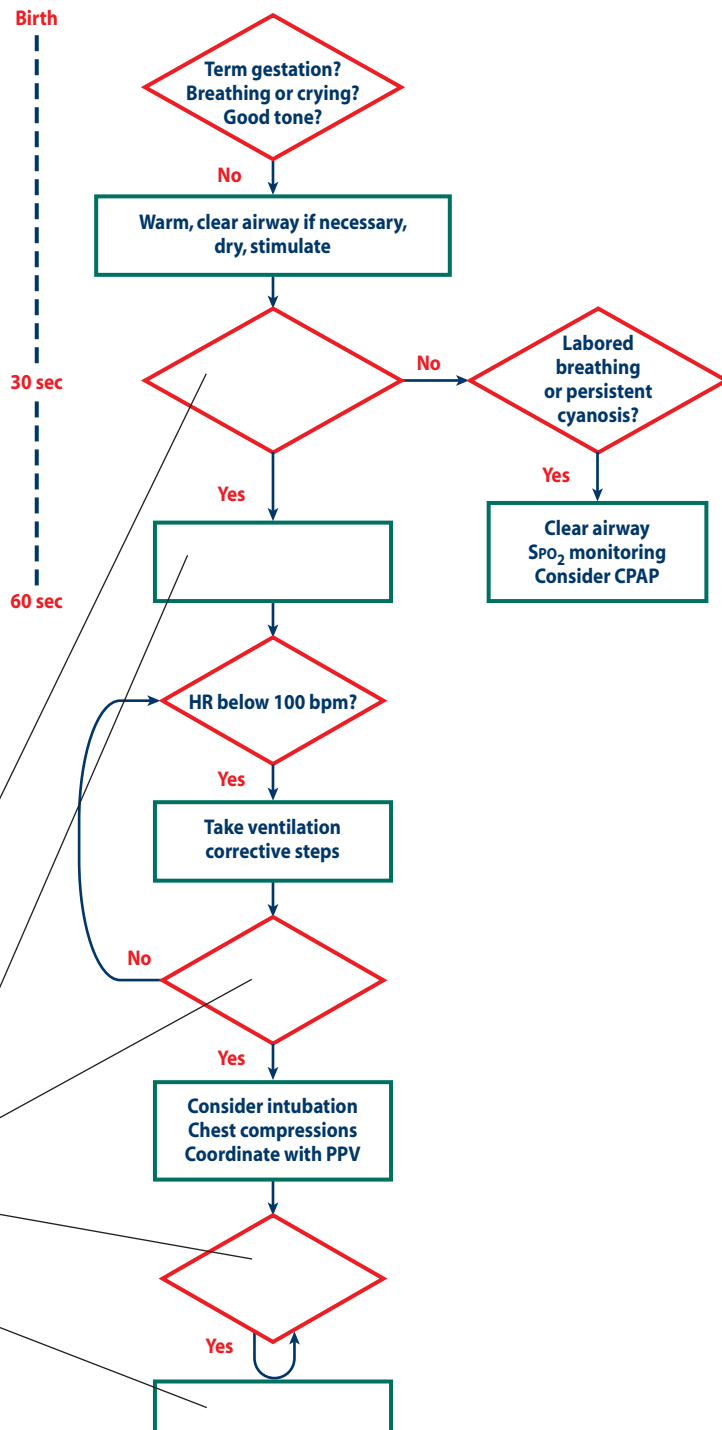 Birth
Term gestation?
Breathing or crying?
Good tone?
No
Warm, clear airway if necessary,
dry, stimulate
30 sec
No
Labored
breathing
or persistent
cyanosis?
Yes
Yes
Clear airway
SPO₂ monitoring
Consider CPAP
60 sec
HR below 100 bpm?
Yes
Take ventilation
corrective steps
No
Yes
Consider intubation
Chest compressions
Coordinate with PPV
Yes